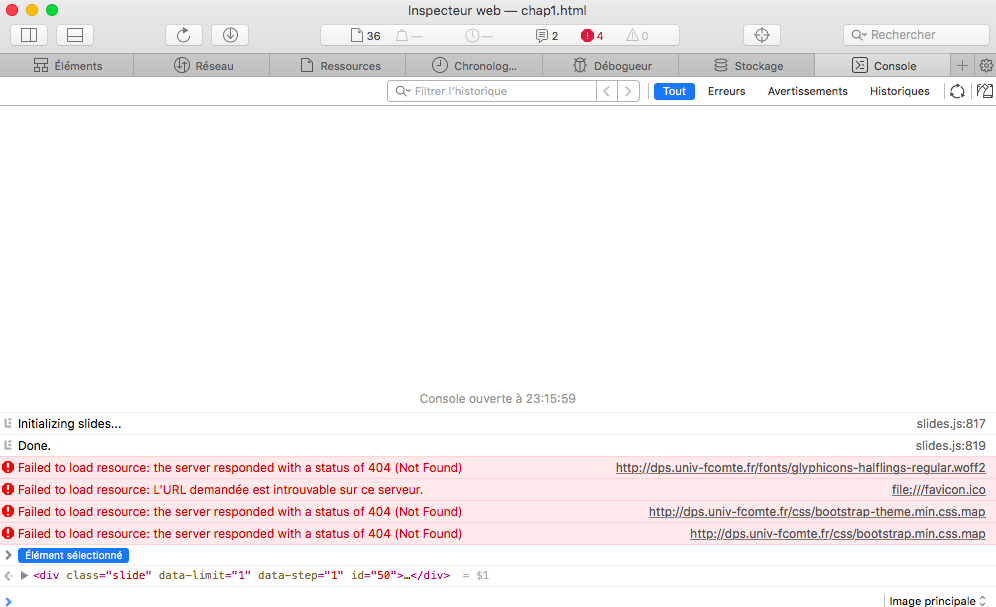 Inspecteur web — chap1.html
36 — — 2 4 0 Rechercher
Éléments Réseau Ressources Chronolog... Débogueur Stockage Console
Filtrer l'historique Tout Erreurs Avertissements Historiques
Console ouverte à 23:15:59
Initializing slides... slides.js:817
Done. slides.js:819
Failed to load resource: the server responded with a status of 404 (Not Found) http://dps.univ-fcomte.fr/fonts/glyphicons-halflings-regular.woff2
Failed to load resource: L'URL demandée est introuvable sur ce serveur. file:///favicon.ico
Failed to load resource: the server responded with a status of 404 (Not Found) http://dps.univ-fcomte.fr/css/bootstrap-theme.min.css.map
Failed to load resource: the server responded with a status of 404 (Not Found) http://dps.univ-fcomte.fr/css/bootstrap.min.css.map
Élément sélectionné
<div class="slide" data-limit="1" data-step="1" id="50">…</div> = $1
Image principale